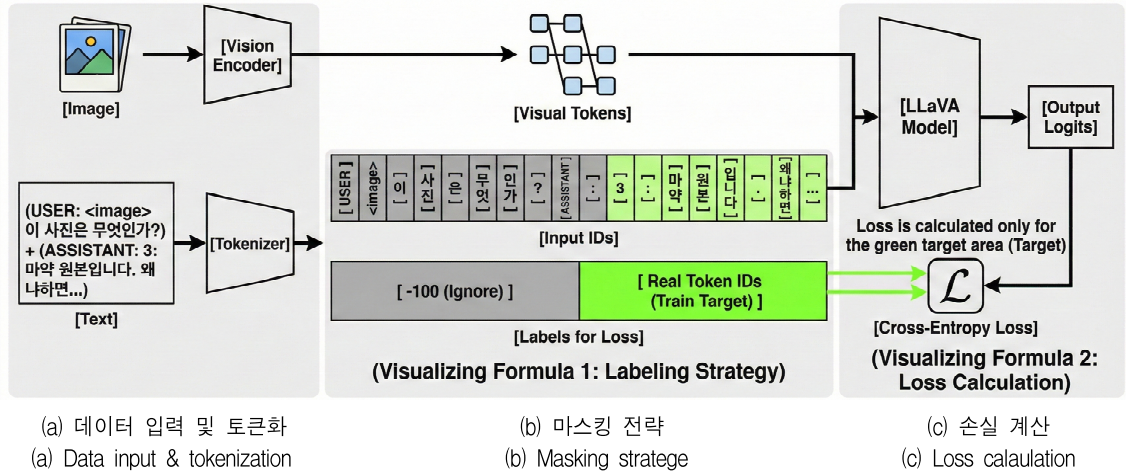 [Image]
[Vision
Encoder]
[Visual Tokens]
[LLaVA
Model]
[Output
Logits]
(USER: <image>
이 사진은 무엇인가?)
+ (ASSISTANT: 3:
마약 원본입니다. 왜
냐하면...)
[Text]
[Tokenizer]
[USER] <image> [이] [사진] [은] [무엇] [인가] [?] [ASSISTANT] [:] [3] [:] [마약] [원본] [입니다] [.] [왜냐하면] [...]
[Input IDs]
[ -100 (Ignore) ]
[ Real Token IDs
(Train Target) ]
[Labels for Loss]
(Visualizing Formula 1: Labeling Strategy)
Loss is calculated only for
the green target area (Target)
ℒ
[Cross-Entropy Loss]
(Visualizing Formula 2:
Loss Calculation)
(a) 데이터 입력 및 토큰화
(a) Data input & tokenization
(b) 마스킹 전략
(b) Masking stratege
(c) 손실 계산
(c) Loss calaulation